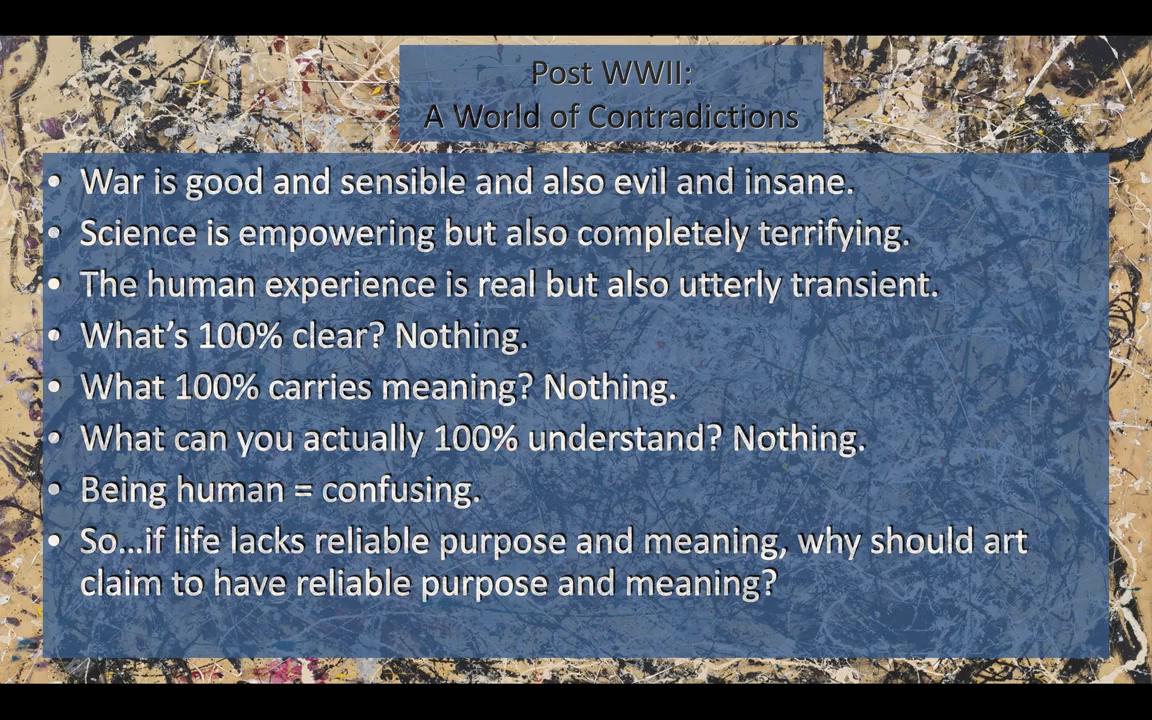 Post WWII:
A World of Contradictions
• War is good and sensible and also evil and insane.
• Science is empowering but also completely terrifying.
• The human experience is real but also utterly transient.
• What’s 100% clear? Nothing.
• What 100% carries meaning? Nothing.
• What can you actually 100% understand? Nothing.
• Being human = confusing.
• So…if life lacks reliable purpose and meaning, why should art
claim to have reliable purpose and meaning?